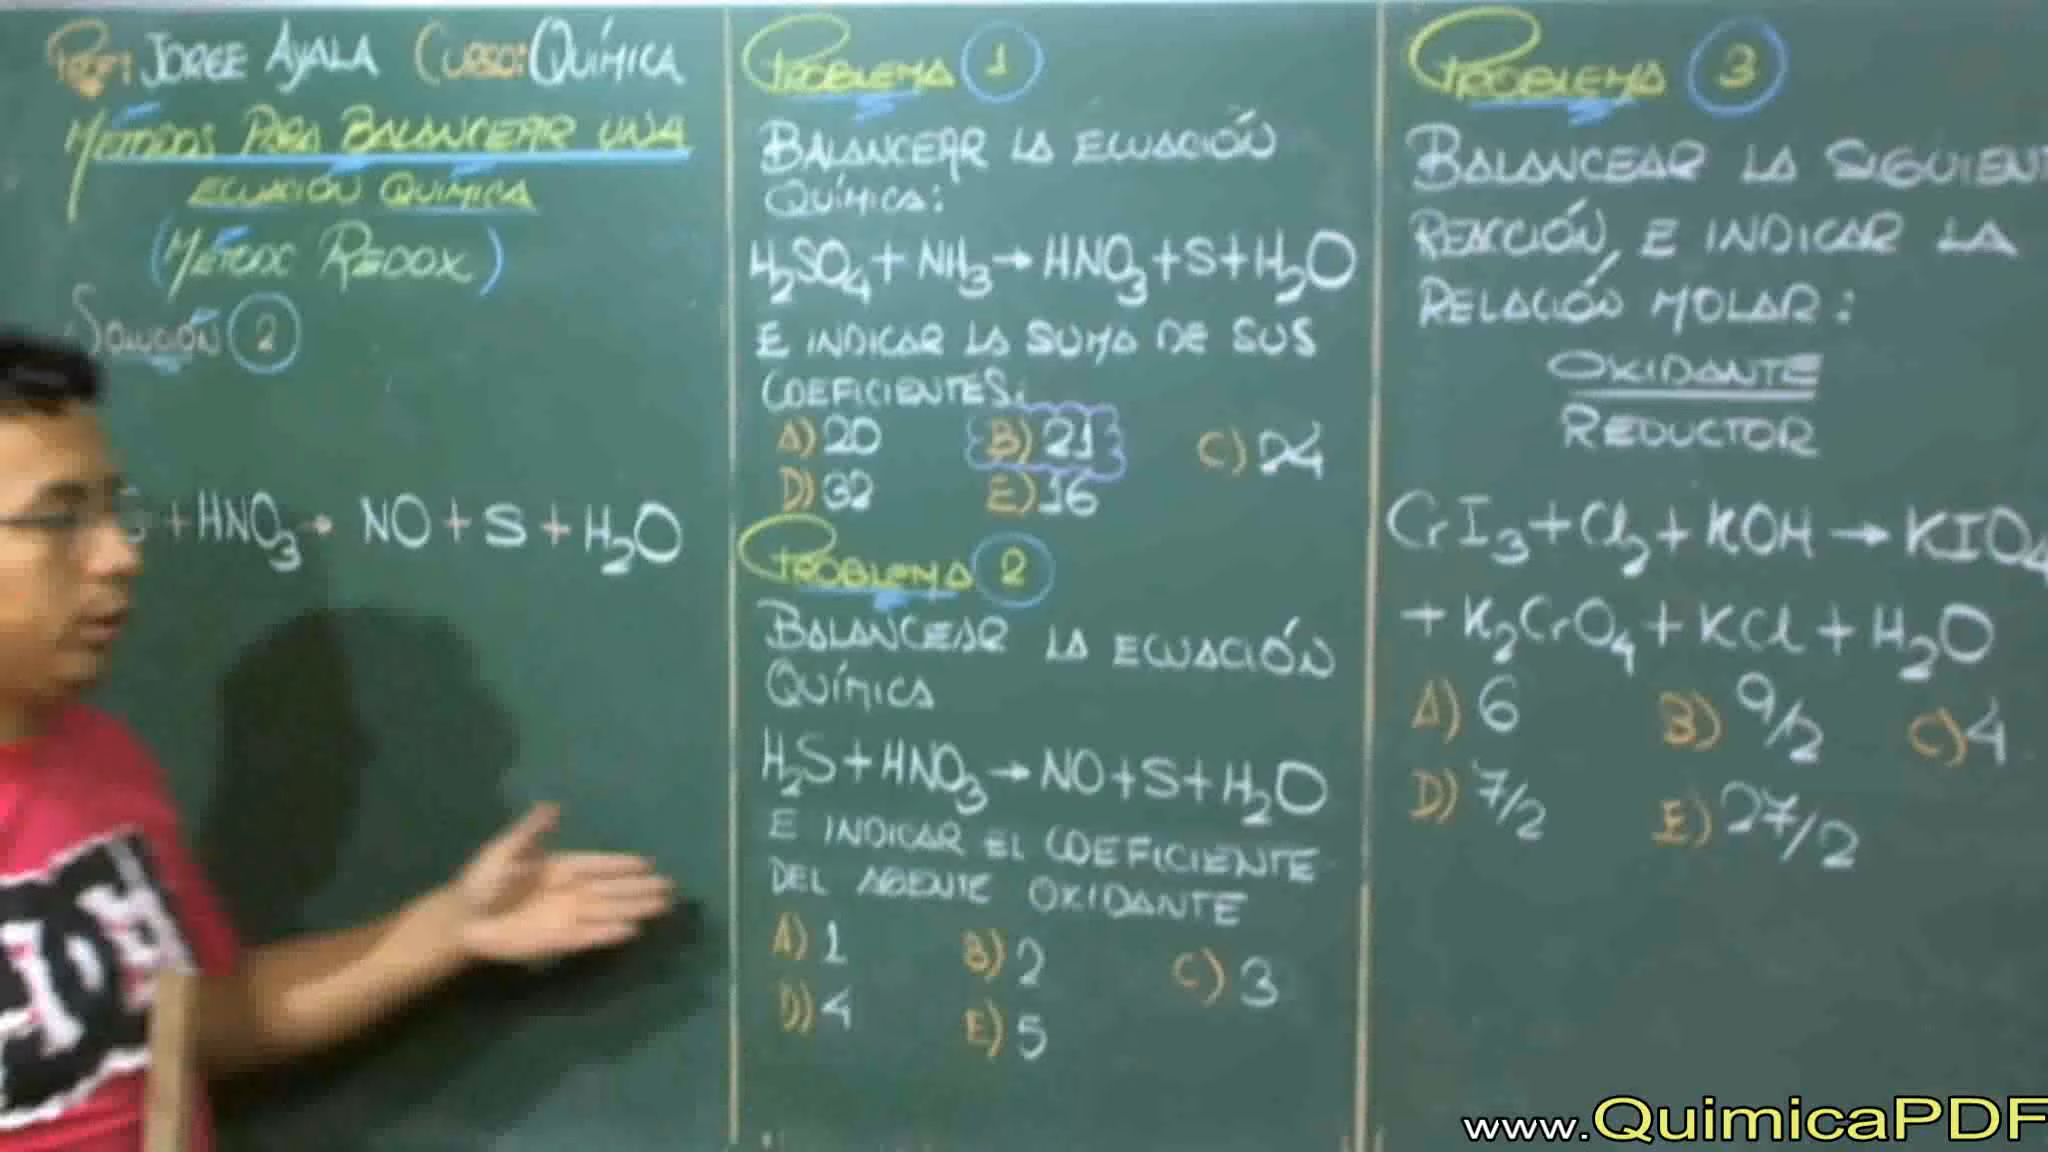 Prof: JORGE AYALA CURSO: QUÍMICA
MÉTODOS PARA BALANCEAR UNA
ECUACIÓN QUÍMICA
(MÉTODO REDOX)
SOLUCIÓN 2
S + HNO3 → NO + S + H2O
PROBLEMA 1
BALANCEAR LA ECUACIÓN
QUÍMICA:
H2SO4 + NH3 → HNO3 + S + H2O
E INDICAR LA SUMA DE SUS
COEFICIENTES:
A) 20 B) 21 C) 24
D) 32 E) 16
PROBLEMA 2
BALANCEAR LA ECUACIÓN
QUÍMICA
H2S + HNO3 → NO + S + H2O
E INDICAR EL COEFICIENTE
DEL AGENTE OXIDANTE
A) 1 B) 2 C) 3
D) 4 E) 5
PROBLEMA 3
BALANCEAR LA SIGUIENT
REACCIÓN, E INDICAR LA
RELACIÓN MOLAR:
OXIDANTE
REDUCTOR
CrI3 + Cl2 + KOH → KIO4
+ K2CrO4 + KCl + H2O
A) 6 B) 9/2 C) 4
D) 7/2 E) 27/2
www.QuimicaPDF